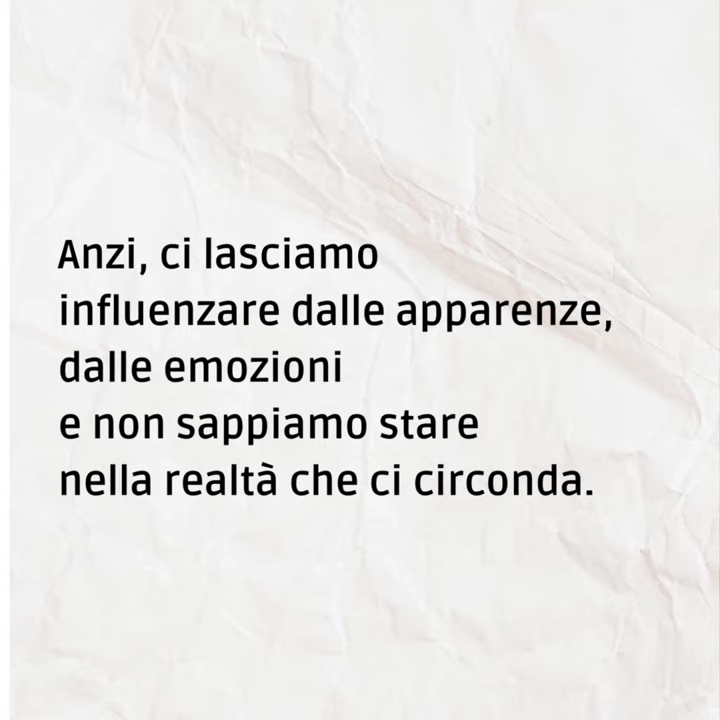 Anzi, ci lasciamo
influenzare dalle apparenze,
dalle emozioni
e non sappiamo stare
nella realtà che ci circonda.